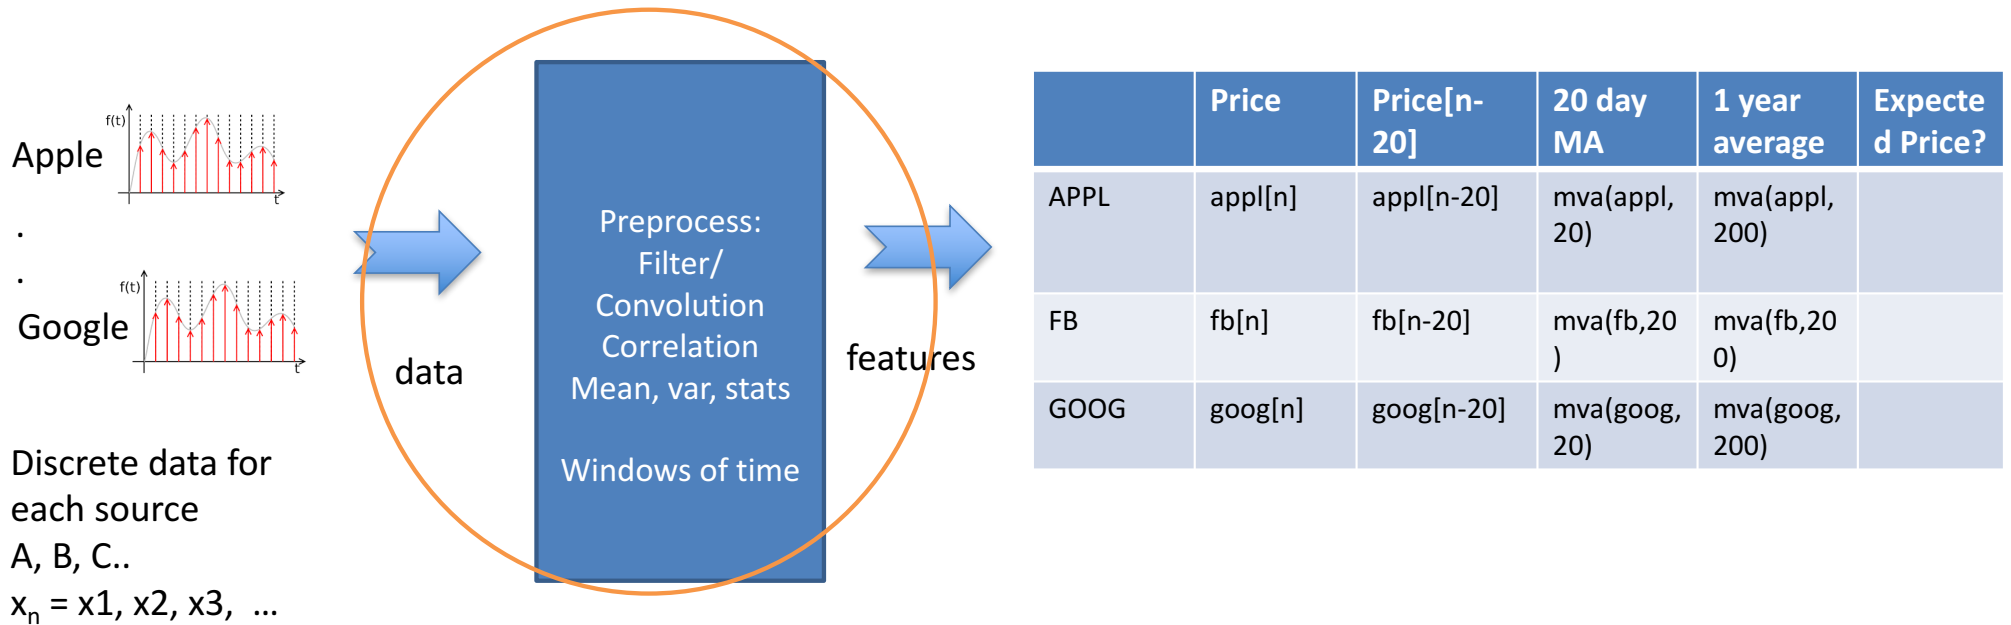 Apple
f(t)
t
.
.
Google
f(t)
t
Discrete data for
each source
A, B, C..
xn = x1, x2, x3, ...
data
Preprocess:
Filter/
Convolution
Correlation
Mean, var, stats
Windows of time
features
Price
Price[n-
20]
20 day
MA
1 year
average
Expecte
d Price?
APPL
appl[n]
appl[n-20]
mva(appl,
20)
mva(appl,
200)
FB
fb[n]
fb[n-20]
mva(fb,20
)
mva(fb,20
0)
GOOG
goog[n]
goog[n-20]
mva(goog,
20)
mva(goog,
200)